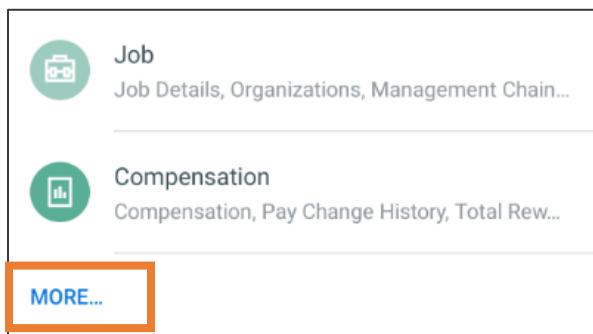 Job
Job Details, Organizations, Management Chain...
Compensation
Compensation, Pay Change History, Total Rew...
MORE...